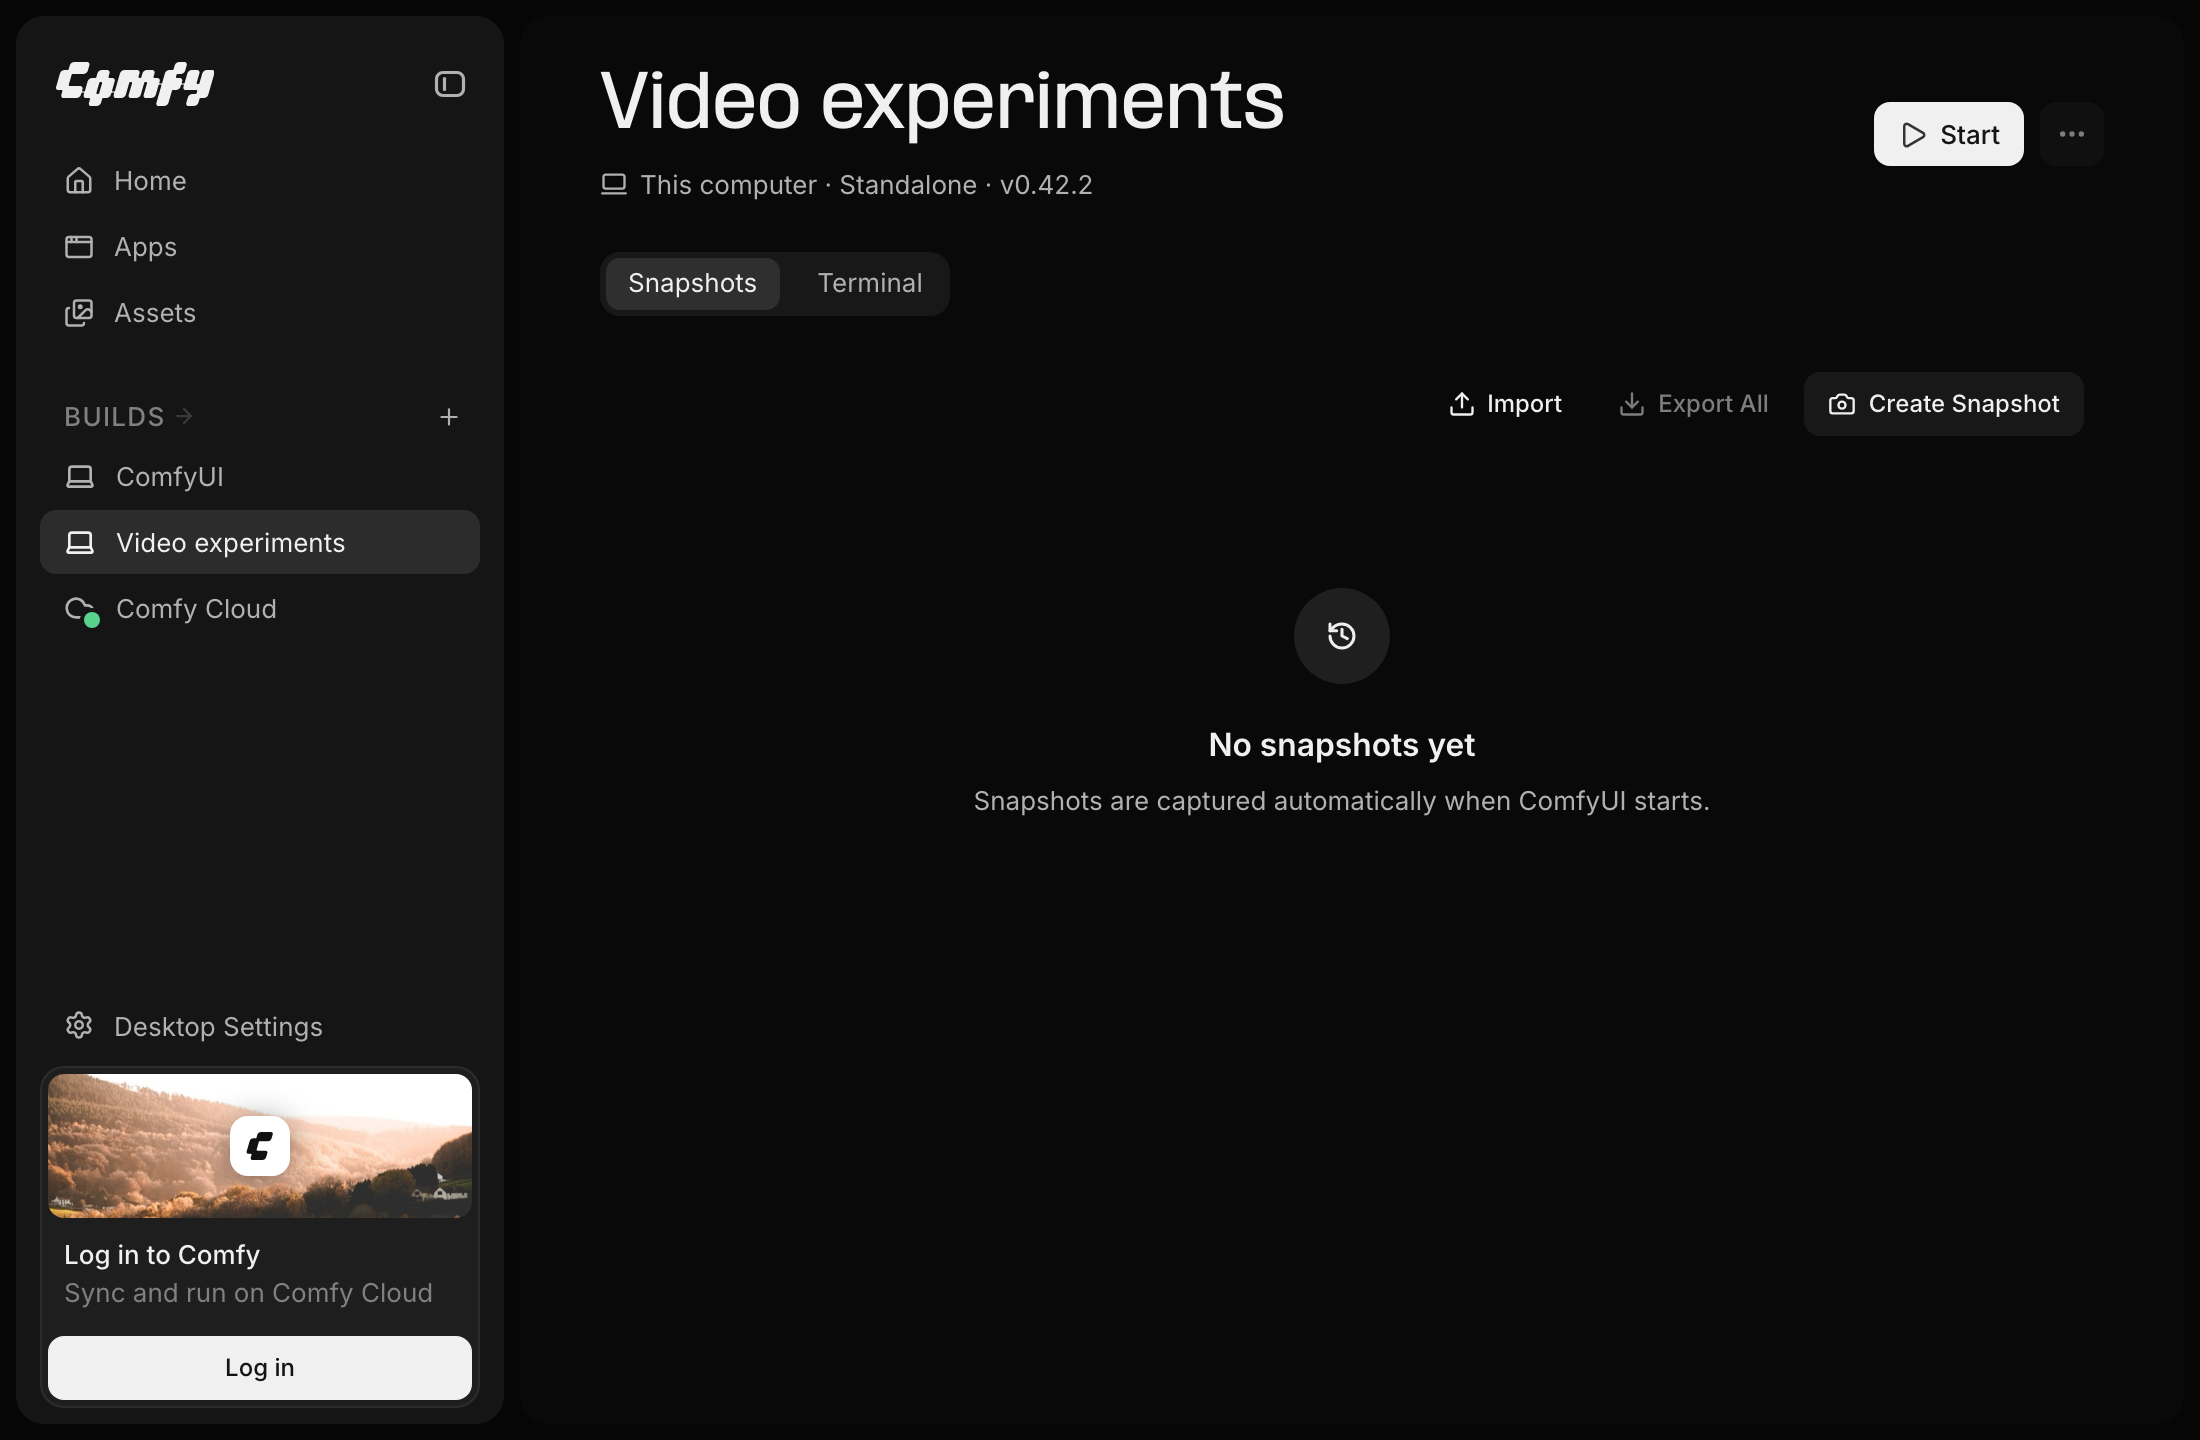 Comfy
Home
Apps
Assets
BUILDS
ComfyUI
Video experiments
Comfy Cloud
Desktop Settings
Log in to Comfy
Sync and run on Comfy Cloud
Log in
Video experiments
This computer · Standalone · v0.42.2
Start
Snapshots
Terminal
Import
Export All
Create Snapshot
No snapshots yet
Snapshots are captured automatically when ComfyUI starts.